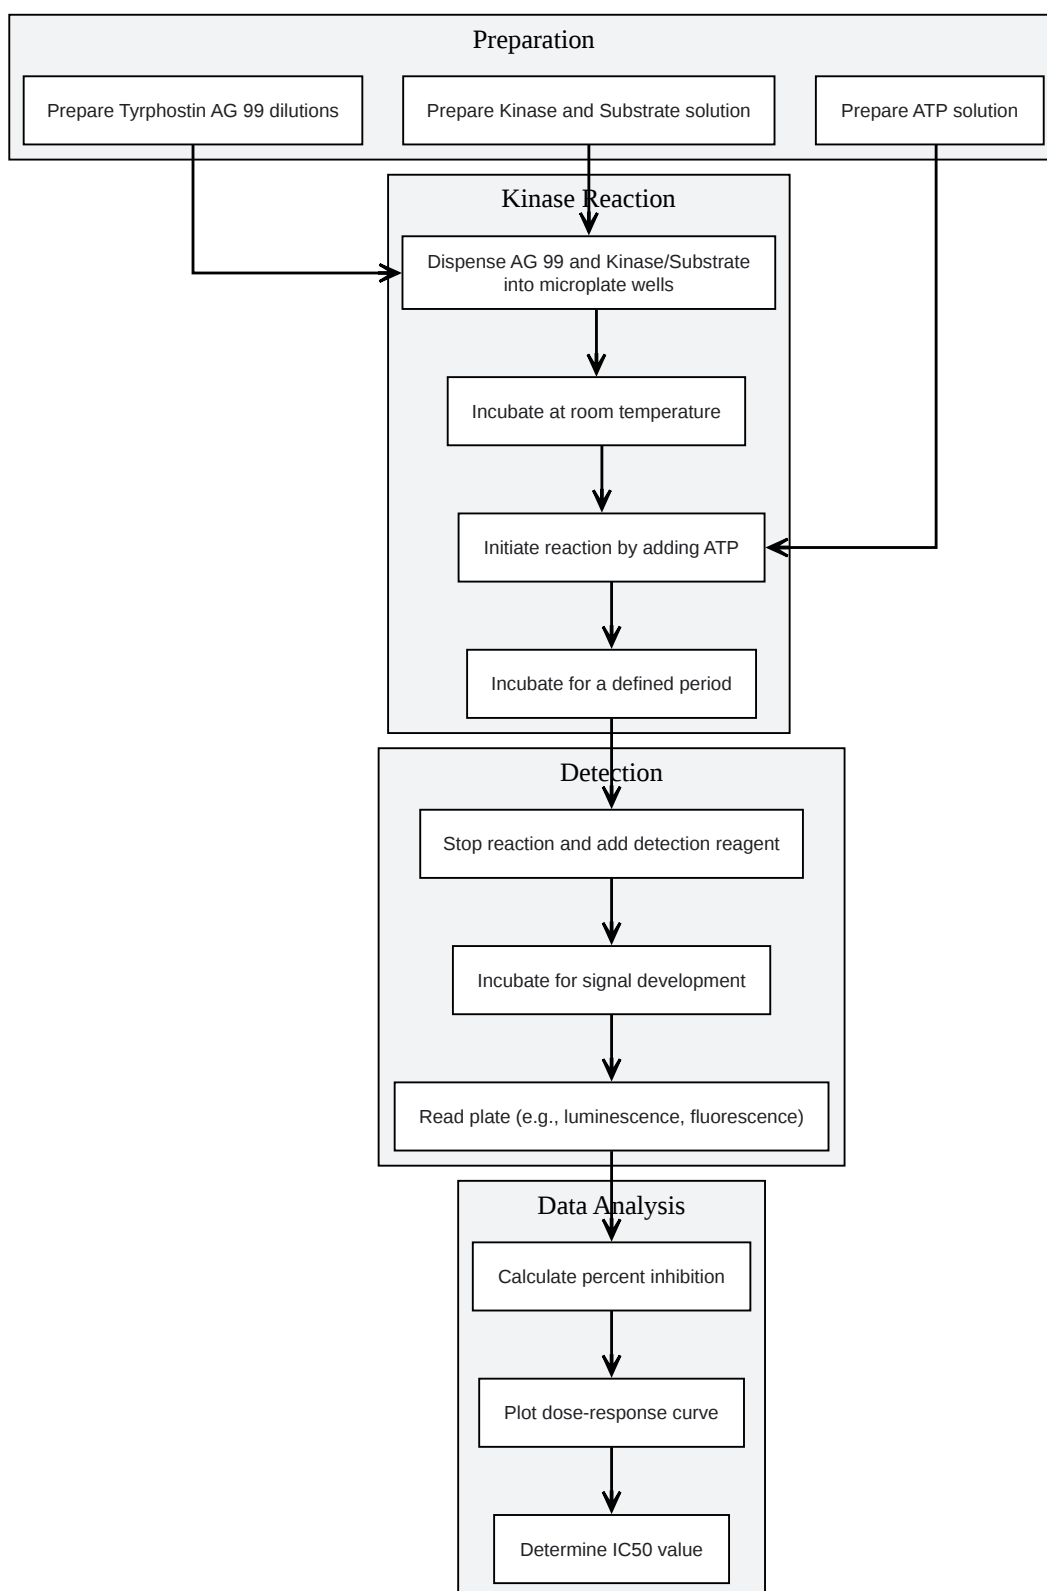 Preparation
Prepare Tyrphostin AG 99 dilutions
Prepare Kinase and Substrate solution
Prepare ATP solution
Kinase Reaction
Dispense AG 99 and Kinase/Substrate
into microplate wells
Incubate at room temperature
Initiate reaction by adding ATP
Incubate for a defined period
Detection
Stop reaction and add detection reagent
Incubate for signal development
Read plate (e.g., luminescence, fluorescence)
Data Analysis
Calculate percent inhibition
Plot dose-response curve
Determine IC50 value